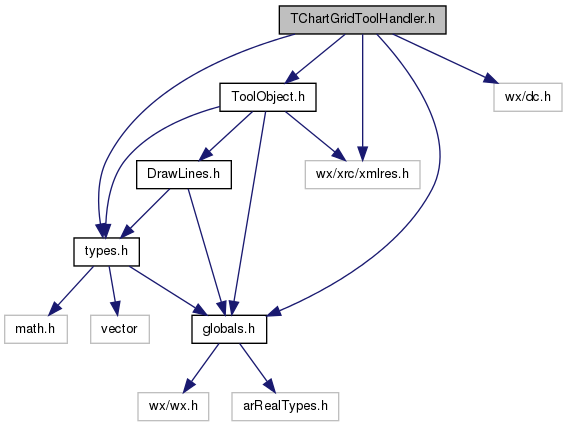 TChartGridToolHandler.h
ToolObject.h
wx/dc.h
DrawLines.h
wx/xrc/xmlres.h
types.h
math.h
vector
globals.h
wx/wx.h
arRealTypes.h